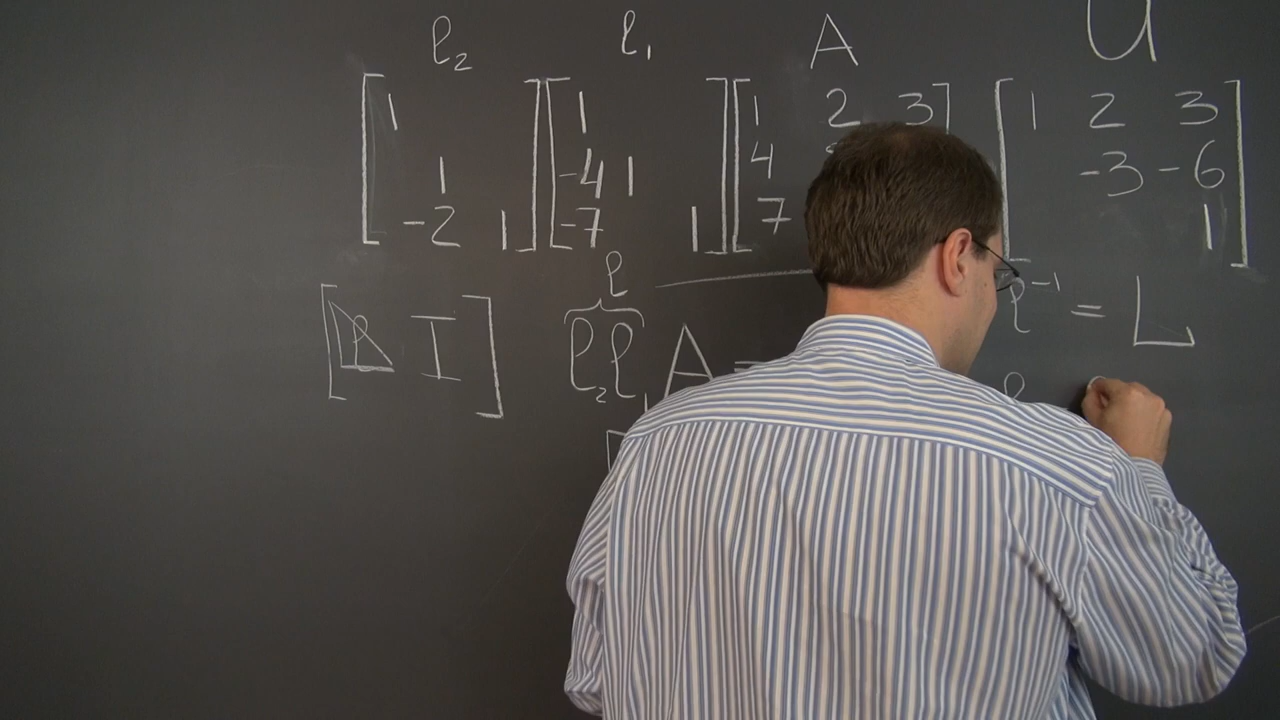 ℓ₂ ℓ₁ A U
[1 ] [1 ] [1 2 3] [1 2 3]
[ 1 ] [-4 1 ] [4 [ -3 -6]
[ -2 1] [-7 1] [7 [ 1]
ℓ ℓ⁻¹ = L
[ℓ I] ℓ₂ℓ₁A =